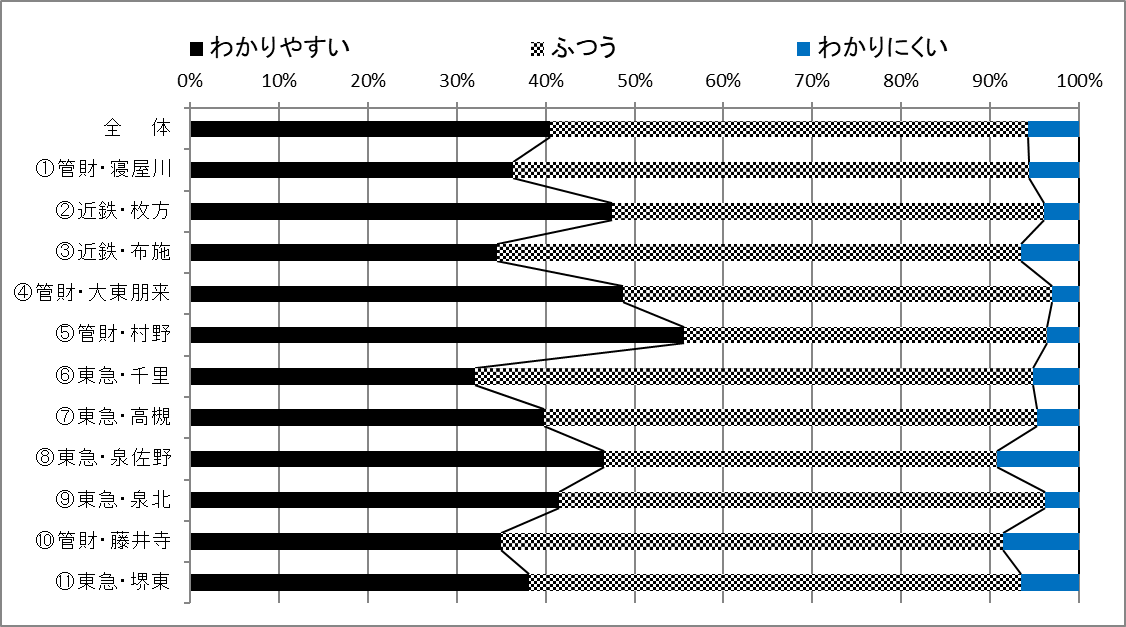 わかりやすい ふつう わかりにくい
0% 10% 20% 30% 40% 50% 60% 70% 80% 90% 100%
全 体
①管財・寝屋川
②近鉄・枚方
③近鉄・布施
④管財・大東朋来
⑤管財・村野
⑥東急・千里
⑦東急・高槻
⑧東急・泉佐野
⑨東急・泉北
⑩管財・藤井寺
⑪東急・堺東